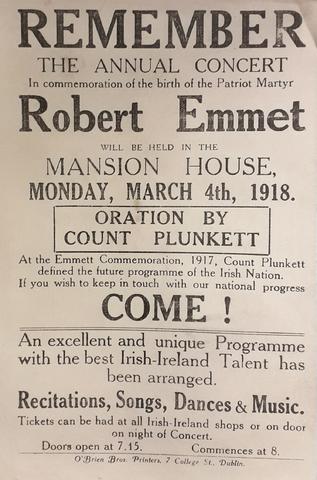 REMEMBER
THE ANNUAL CONCERT
In commemoration of the birth of the Patriot Martyr
Robert Emmet
WILL BE HELD IN THE
MANSION HOUSE,
MONDAY, MARCH 4th, 1918.
ORATION BY
COUNT PLUNKETT
At the Emmett Commemoration, 1917, Count Plunkett
defined the future programme of the Irish Nation.
If you wish to keep in touch with our national progress
COME !
An excellent and unique Programme
with the best Irish-Ireland Talent has
been arranged.
Recitations, Songs, Dances & Music.
Tickets can be had at all Irish-Ireland shops or on door
on night of Concert.
Doors open at 7.15. Commences at 8.
O'Brien Bros. Printers, 7 College St., Dublin.